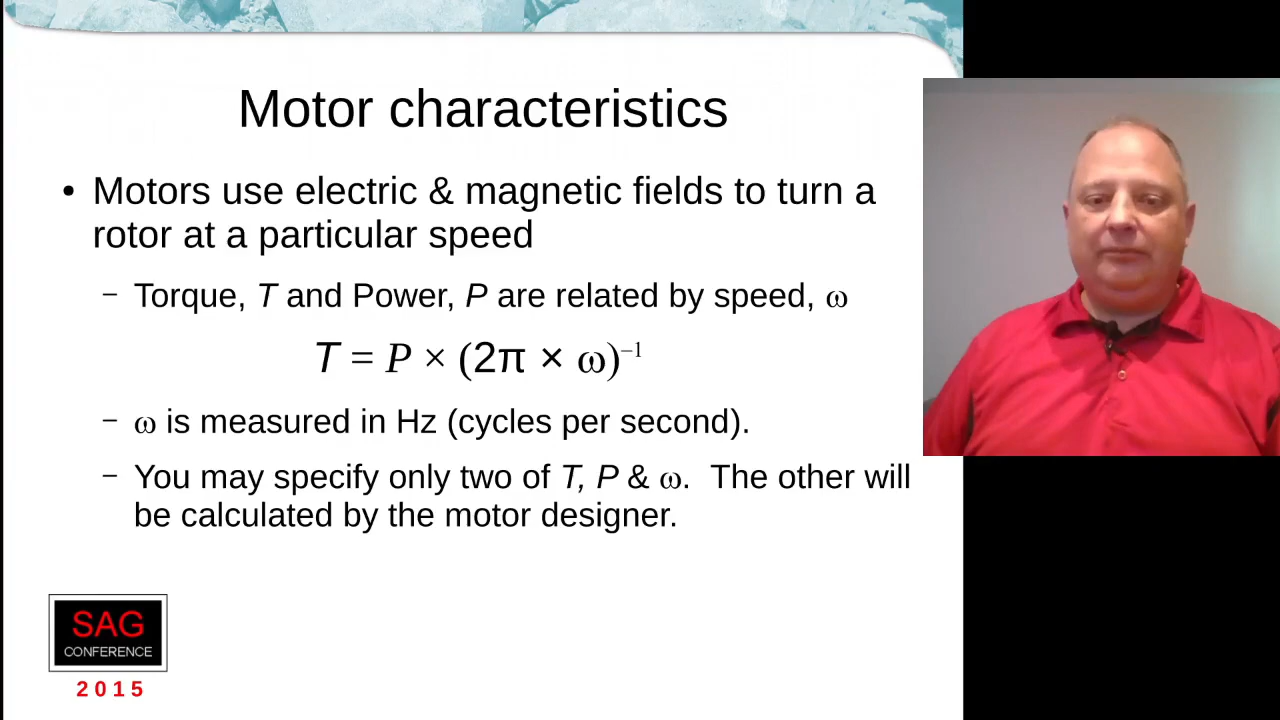 Motor characteristics
• Motors use electric & magnetic fields to turn a
rotor at a particular speed
– Torque, T and Power, P are related by speed, ω
T = P × (2π × ω)⁻¹
– ω is measured in Hz (cycles per second).
– You may specify only two of T, P & ω.  The other will
be calculated by the motor designer.
SAG
CONFERENCE
2015